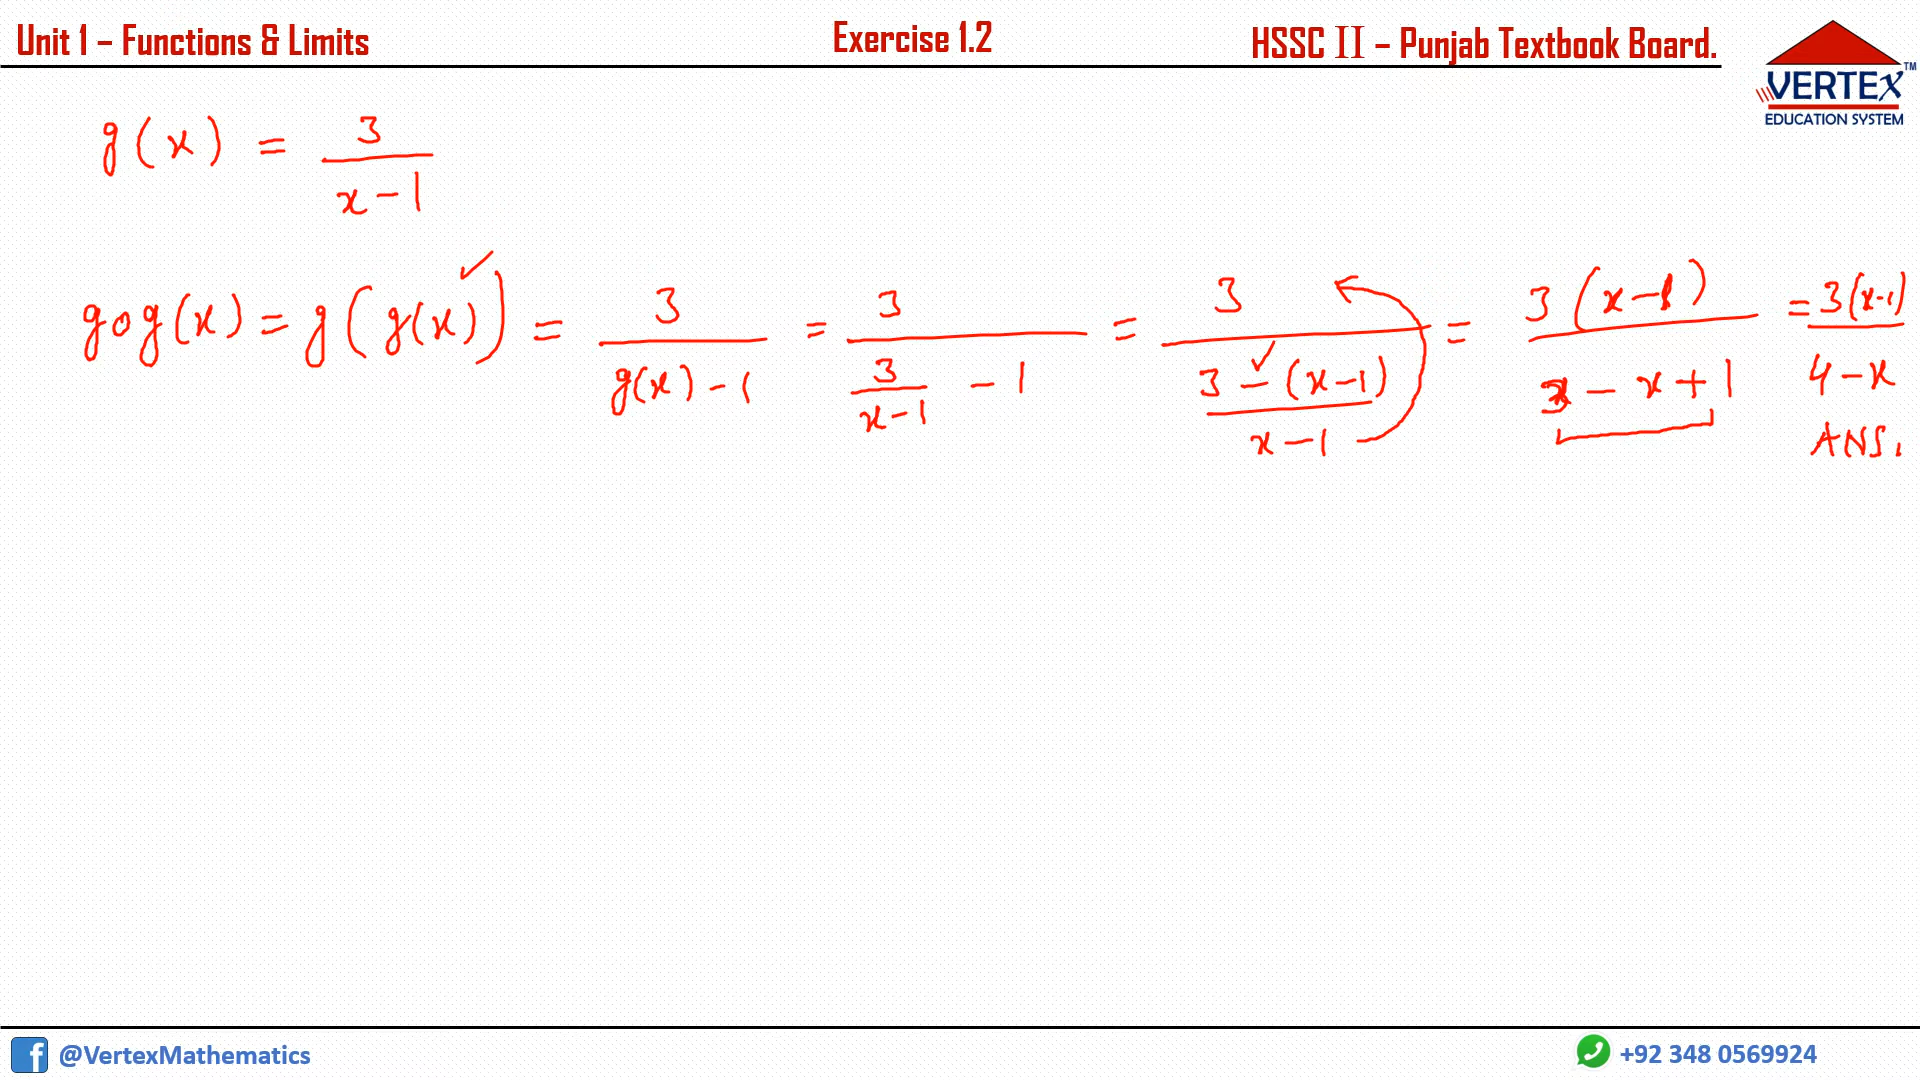 Unit 1 – Functions & Limits
Exercise 1.2
HSSC II – Punjab Textbook Board.
VERTEX™
EDUCATION SYSTEM
g(x) = 3/(x-1)
gog(x) = g(g(x)) = 3/(g(x)-1) = 3/(3/(x-1) - 1) = 3/((3-(x-1))/(x-1)) = 3(x-1)/(3-x+1) = 3(x-1)/(4-x)
ANS.
@VertexMathematics
+92 348 0569924